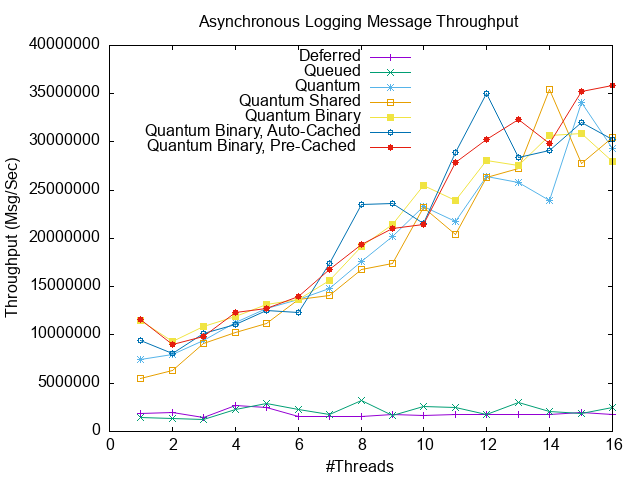 Asynchronous Logging Message Throughput
40000000
35000000
30000000
25000000
20000000
15000000
10000000
5000000
0
Throughput (Msg/Sec)
Deferred
Queued
Quantum
Quantum Shared
Quantum Binary
Quantum Binary, Auto-Cached
Quantum Binary, Pre-Cached
0 2 4 6 8 10 12 14 16
#Threads